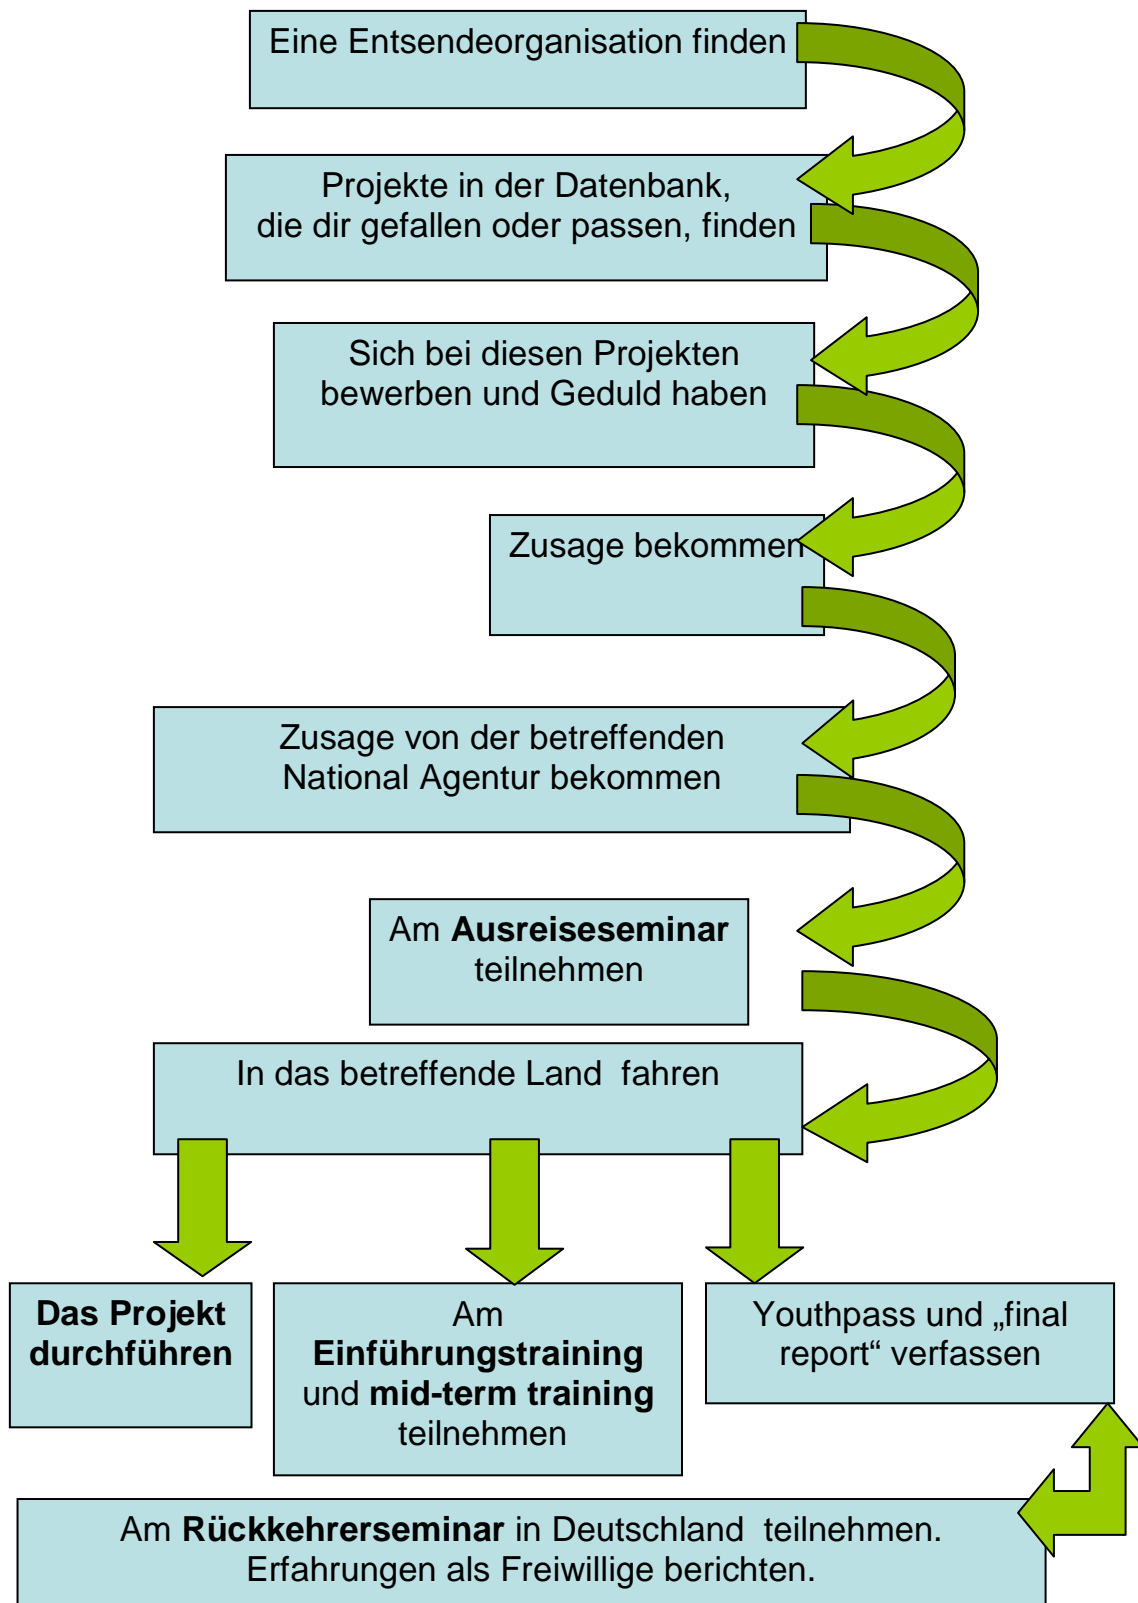 Eine Entsendeorganisation finden
Projekte in der Datenbank,
die dir gefallen oder passen, finden
Sich bei diesen Projekten
bewerben und Geduld haben
Zusage bekommen
Zusage von der betreffenden
National Agentur bekommen
Am Ausreiseseminar
teilnehmen
In das betreffende Land  fahren
Das Projekt
durchführen
Am
Einführungstraining
und mid-term training
teilnehmen
Youthpass und „final
report“ verfassen
Am Rückkehrerseminar in Deutschland  teilnehmen.
Erfahrungen als Freiwillige berichten.